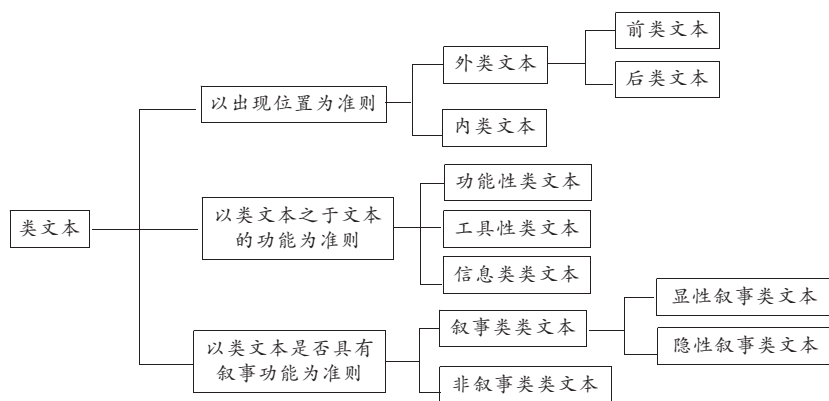 类文本
以出现位置为准则
外类文本
前类文本
后类文本
内类文本
以类文本之于文本
的功能为准则
功能性类文本
工具性类文本
信息类类文本
以类文本是否具有
叙事功能为准则
叙事类类文本
显性叙事类文本
隐性叙事类文本
非叙事类类文本